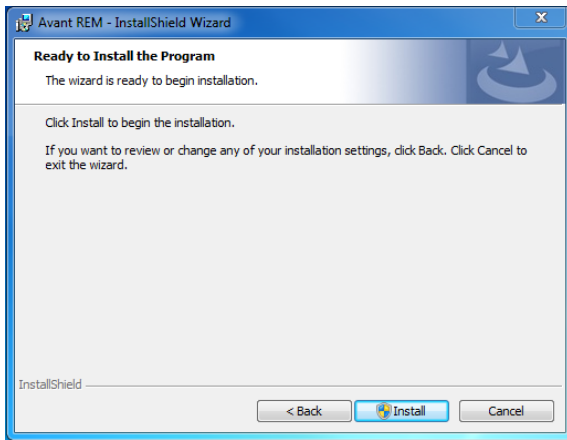 Avant REM - InstallShield Wizard
Ready to Install the Program
The wizard is ready to begin installation.
Click Install to begin the installation.
If you want to review or change any of your installation settings, click Back. Click Cancel to
exit the wizard.
InstallShield
< Back
Install
Cancel